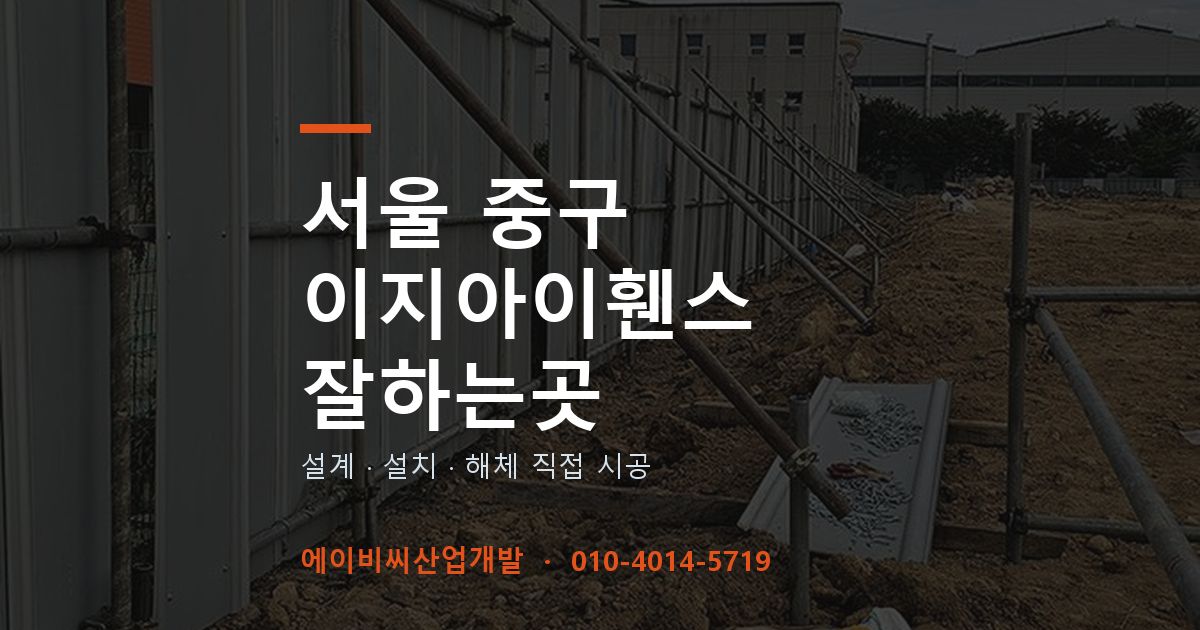 서울 중구
이지아이휀스
잘하는곳
설계 · 설치 · 해체 직접 시공
에이비씨산업개발 · 010-4014-5719